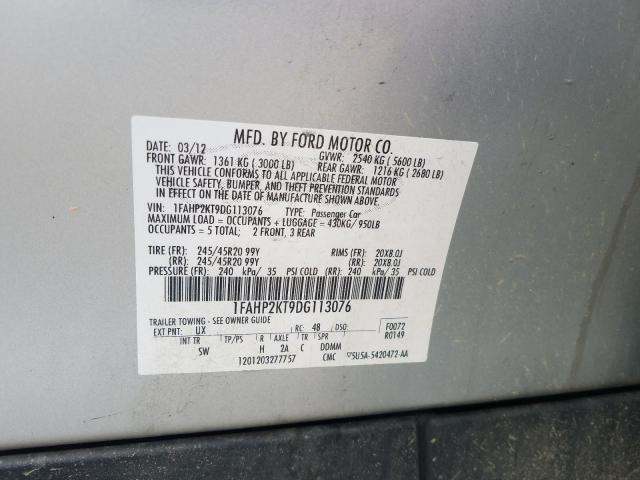 MFD. BY FORD MOTOR CO.
DATE: 03/12 GVWR: 2540 KG (5600 LB)
FRONT GAWR: 1361 KG (3000 LB) REAR GAWR: 1216 KG (2680 LB)
THIS VEHICLE CONFORMS TO ALL APPLICABLE FEDERAL MOTOR
VEHICLE SAFETY, BUMPER, AND THEFT PREVENTION STANDARDS
IN EFFECT ON THE DATE OF MANUFACTURE SHOWN ABOVE.
VIN: 1FAHP2KT9DG113076 TYPE: Passenger Car
MAXIMUM LOAD = OCCUPANTS + LUGGAGE = 430KG/950LB
OCCUPANTS = 5 TOTAL; 2 FRONT, 3 REAR
TIRE (FR): 245/45R20 99Y RIMS (FR): 20X8.0J
(RR): 245/45R20 99Y (RR): 20X8.0J
PRESSURE (FR): 240 kPa/ 35 PSI COLD (RR): 240 kPa/ 35 PSI COLD
1FAHP2KT9DG113076
TRAILER TOWING - SEE OWNER GUIDE
EXT PNT: UX RC: 48 DSO: F0072
INT TR TP/PS R AXLE TR SPR R0149
SW H 2A C DDMM
1201203277757 CMC SU5A-5420472-AA